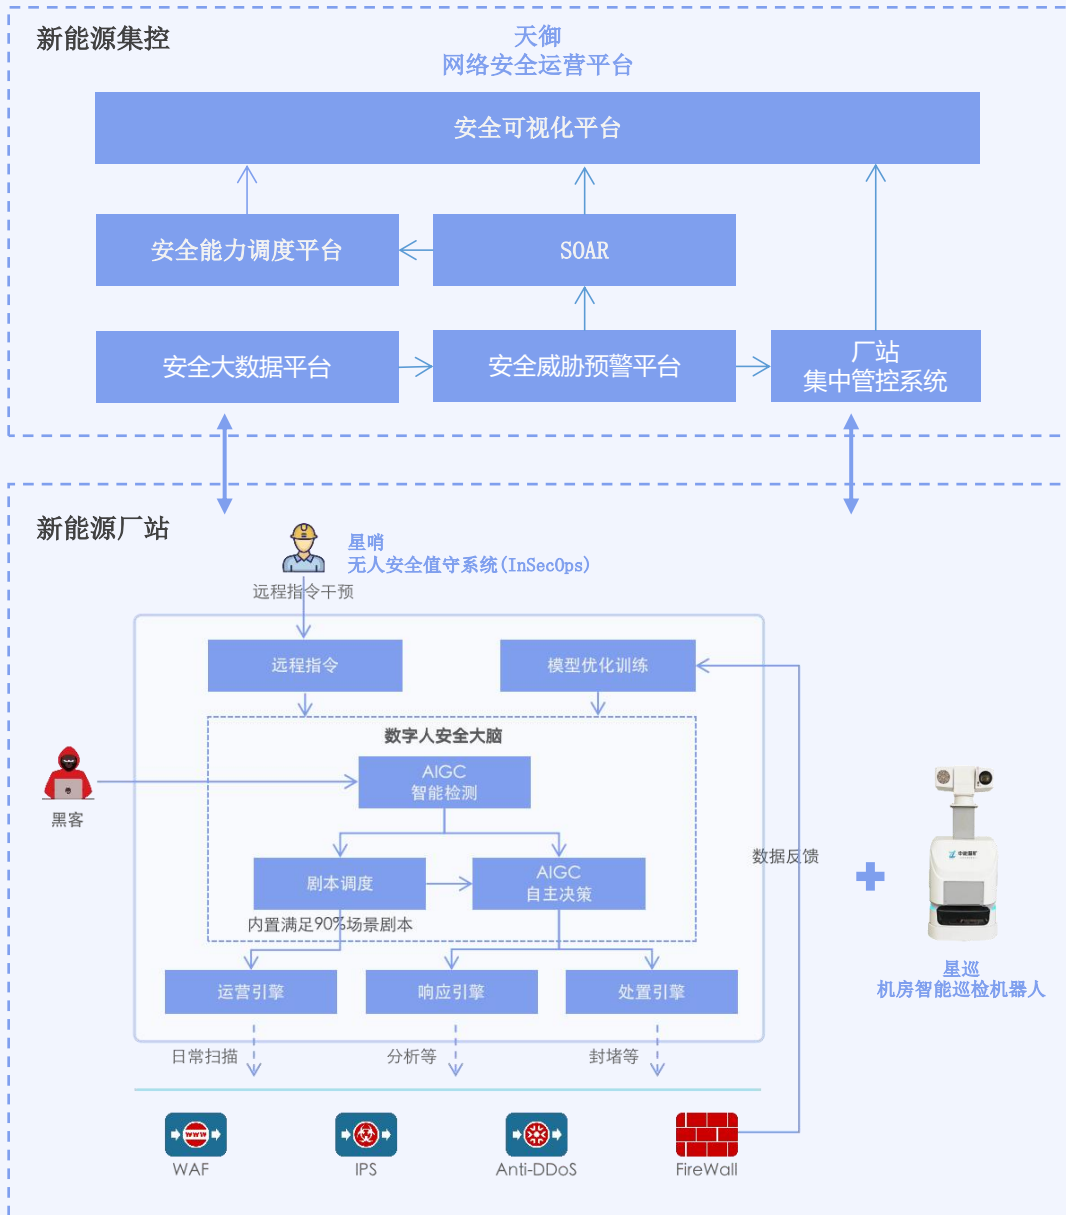 新能源集控
天御
网络安全运营平台
安全可视化平台
安全能力调度平台
SOAR
安全大数据平台
安全威胁预警平台
厂站
集中管控系统
新能源厂站
星哨
无人安全值守系统(InSecOps)
远程指令干预
远程指令
模型优化训练
数字人安全大脑
AIGC
智能检测
黑客
剧本调度
AIGC
自主决策
内置满足90%场景剧本
数据反馈
运营引擎
响应引擎
处置引擎
星巡
机房智能巡检机器人
日常扫描
分析等
封堵等
WAF
IPS
Anti-DDoS
FireWall